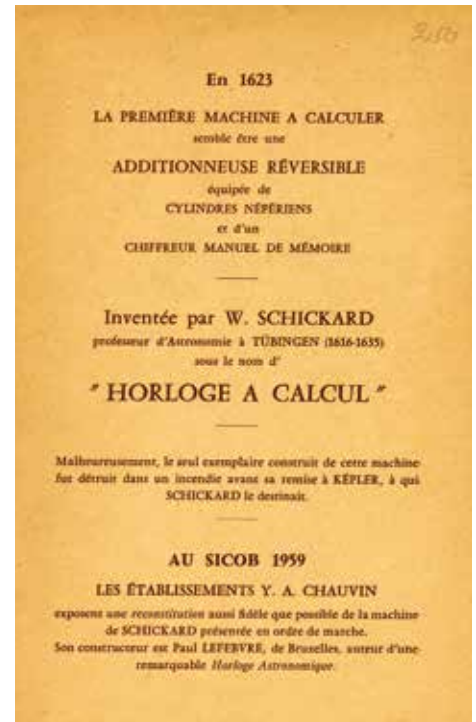 En 1623
LA PREMIÈRE MACHINE A CALCULER
semble être une
ADDITIONNEUSE RÉVERSIBLE
équipée de
CYLINDRES NÉPÉRIENS
et d'un
CHIFFREUR MANUEL DE MÉMOIRE
Inventée par W. SCHICKARD
professeur d'Astronomie à TÜBINGEN (1616-1635)
sous le nom d'
" HORLOGE A CALCUL "
Malheureusement, le seul exemplaire construit de cette machine
fut détruit dans un incendie avant sa remise à KÉPLER, à qui
SCHICKARD le destinait.
AU SICOB 1959
LES ÉTABLISSEMENTS Y. A. CHAUVIN
exposent une reconstitution aussi fidèle que possible de la machine
de SCHICKARD présentée en ordre de marche.
Son constructeur est Paul LEFEBVRE, de Bruxelles, auteur d'une
remarquable Horloge Astronomique.